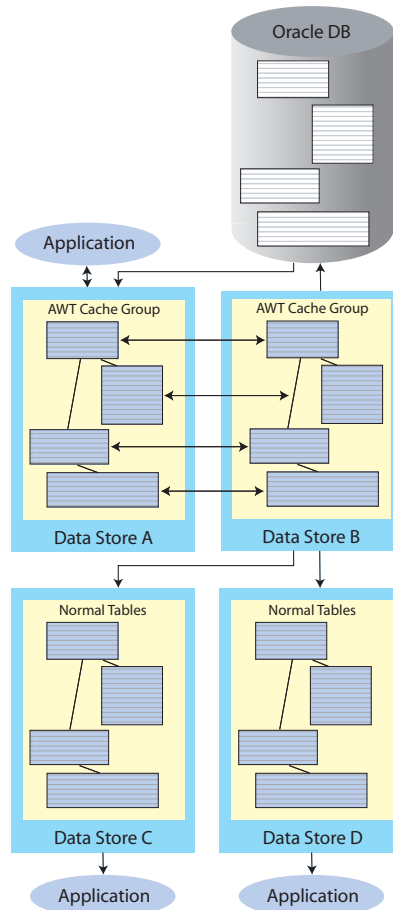 Oracle DB
Application
AWT Cache Group
AWT Cache Group
Data Store A
Data Store B
Normal Tables
Normal Tables
Data Store C
Data Store D
Application
Application